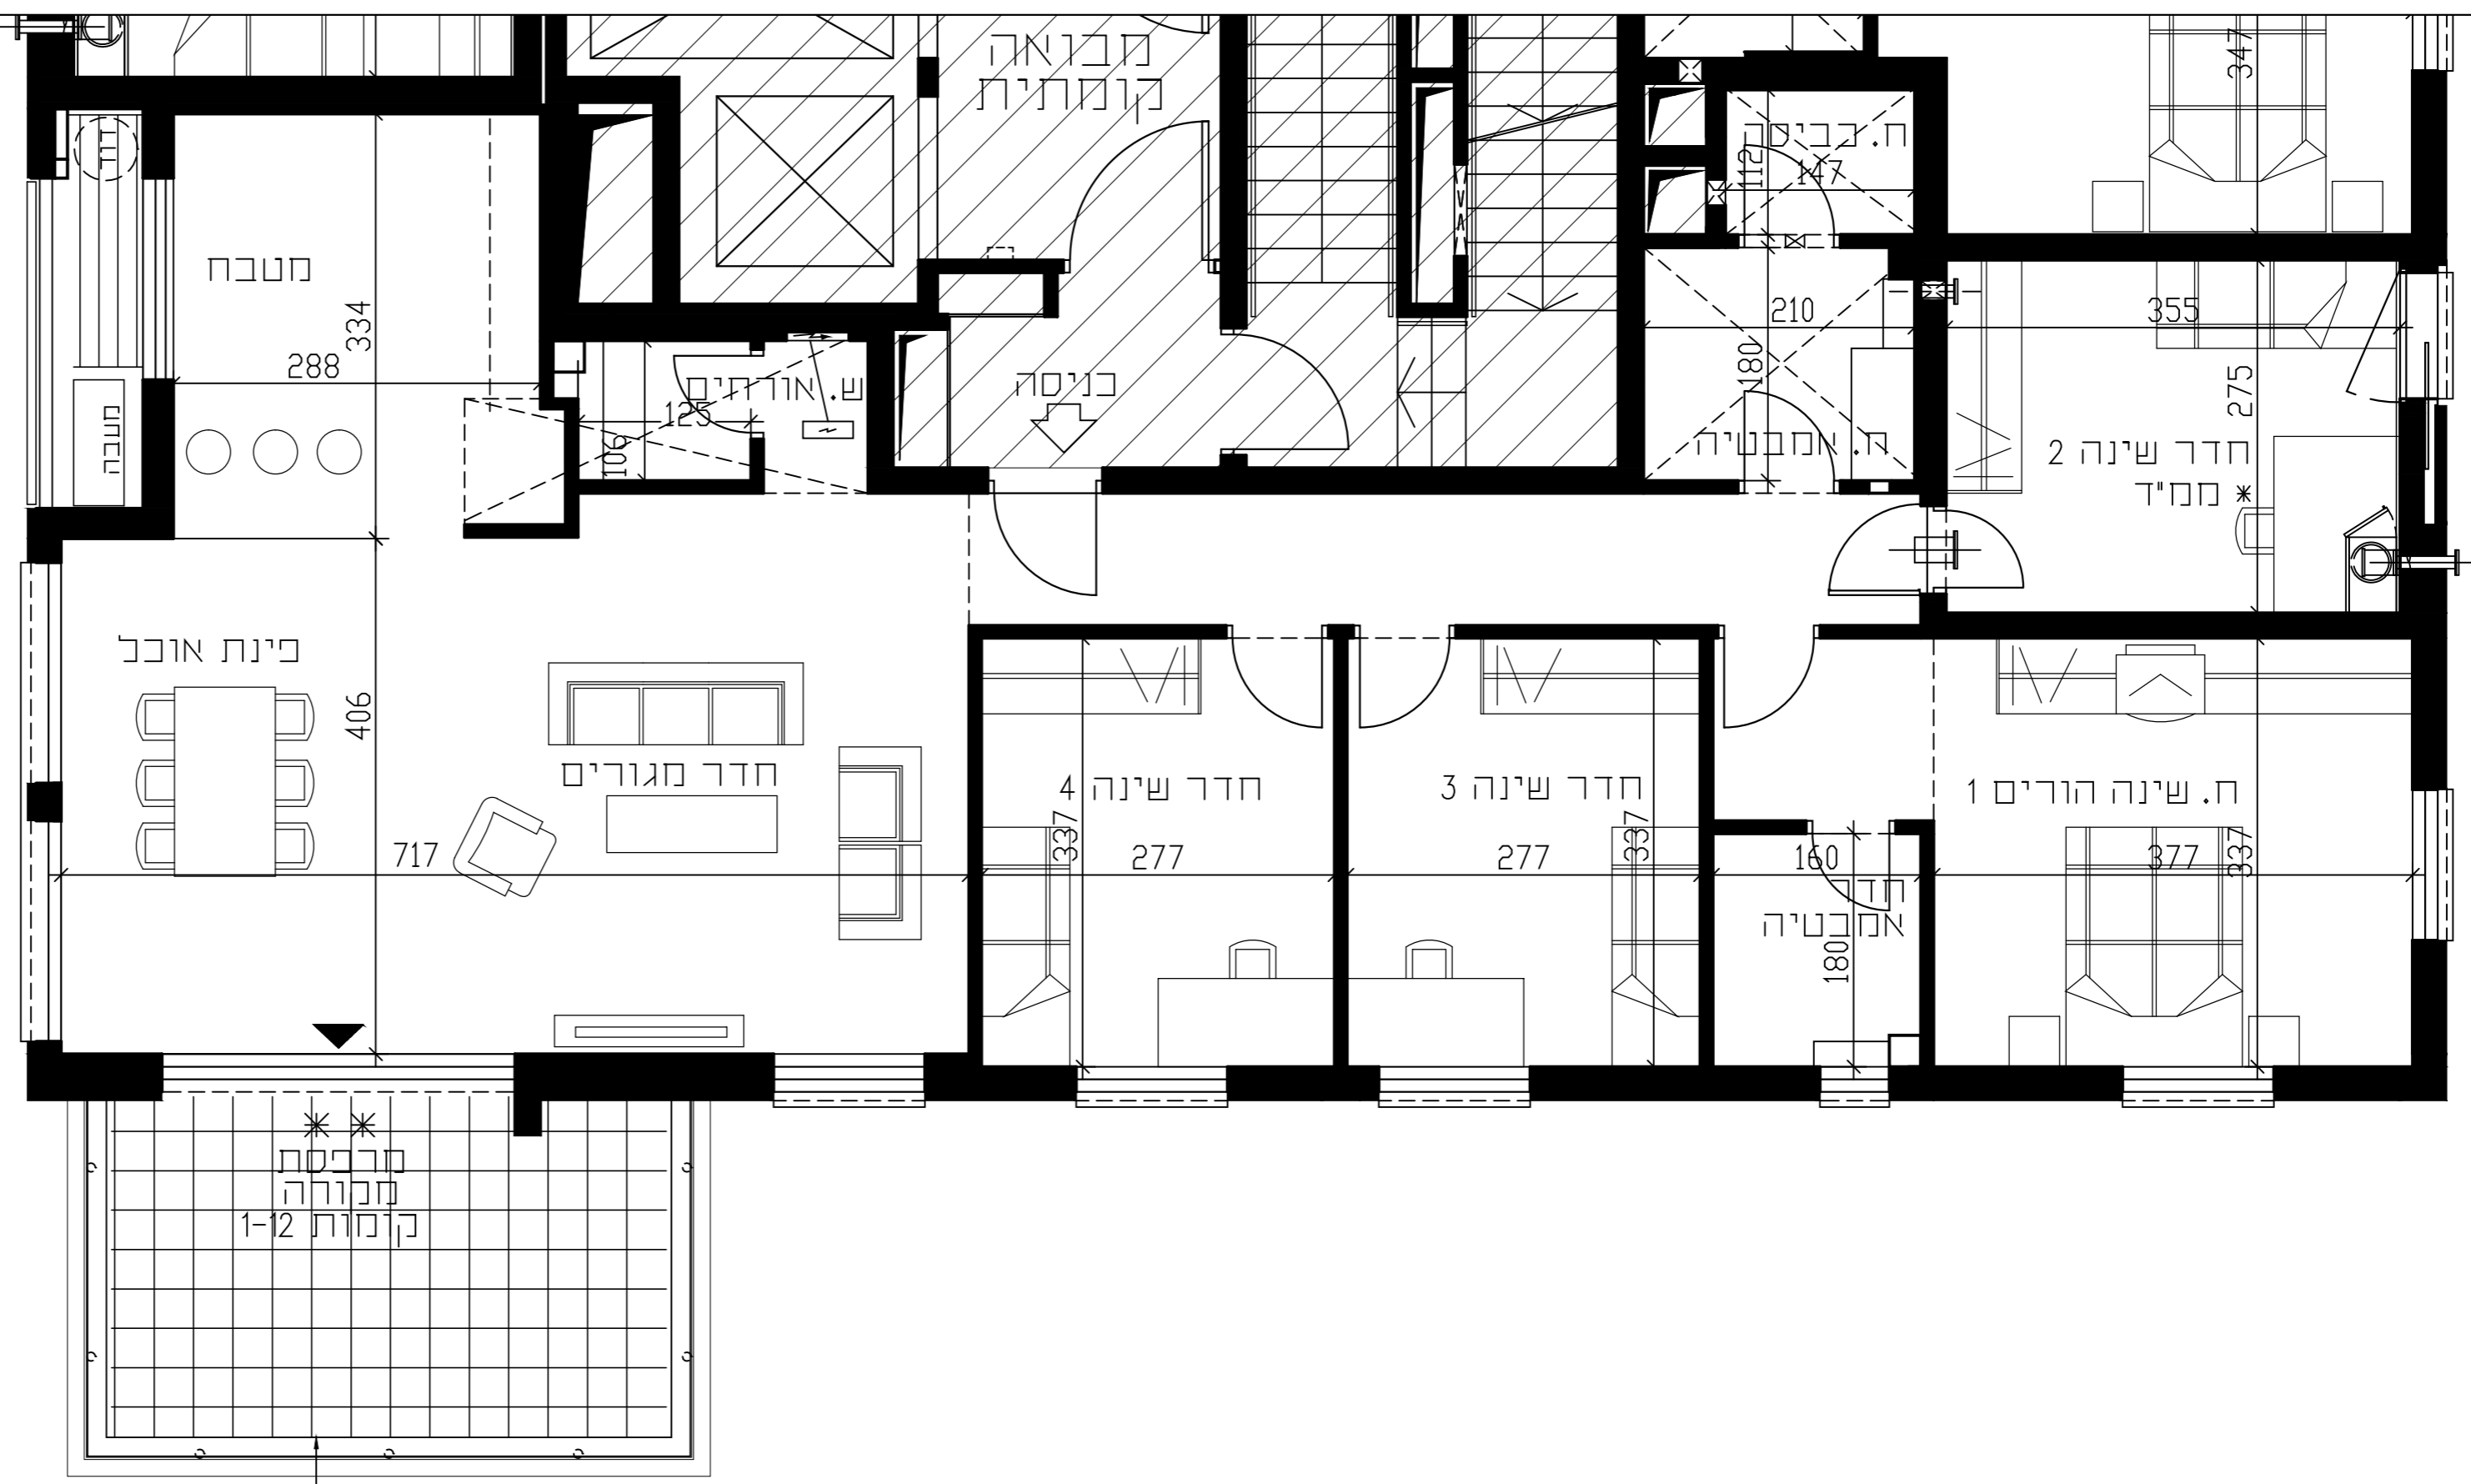 מבואה
קומתית
347
ח. כביסה
112
147
דוד
מטבח
334
288
ש. אורחים
125
106
כניסה
210
180
ח. אמבטיה
355
275
חדר שינה 2
* ממ"ד
מטבח
פינת אוכל
406
חדר מגורים
717
חדר שינה 4
337
277
חדר שינה 3
337
277
ח. שינה הורים 1
337
377
160
חדר
אמבטיה
180
* *
מרפסת
מקורה
קומות 1-12